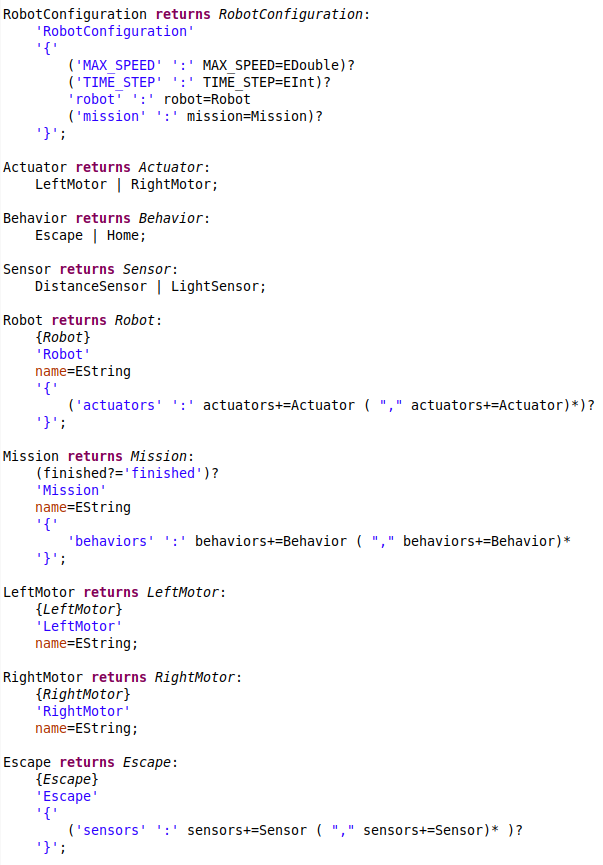 RobotConfiguration returns RobotConfiguration:
    'RobotConfiguration'
    '{'
        ('MAX_SPEED' ':' MAX_SPEED=EDouble)?
        ('TIME_STEP' ':' TIME_STEP=EInt)?
        'robot' ':' robot=Robot
        ('mission' ':' mission=Mission)?
    '}';

Actuator returns Actuator:
    LeftMotor | RightMotor;

Behavior returns Behavior:
    Escape | Home;

Sensor returns Sensor:
    DistanceSensor | LightSensor;

Robot returns Robot:
    {Robot}
    'Robot'
    name=EString
    '{'
        ('actuators' ':' actuators+=Actuator ( "," actuators+=Actuator)*)?
    '}';

Mission returns Mission:
    (finished?='finished')?
    'Mission'
    name=EString
    '{'
        'behaviors' ':' behaviors+=Behavior ( "," behaviors+=Behavior)*
    '}';

LeftMotor returns LeftMotor:
    {LeftMotor}
    'LeftMotor'
    name=EString;

RightMotor returns RightMotor:
    {RightMotor}
    'RightMotor'
    name=EString;

Escape returns Escape:
    {Escape}
    'Escape'
    '{'
        ('sensors' ':' sensors+=Sensor ( "," sensors+=Sensor)* )?
    '}';